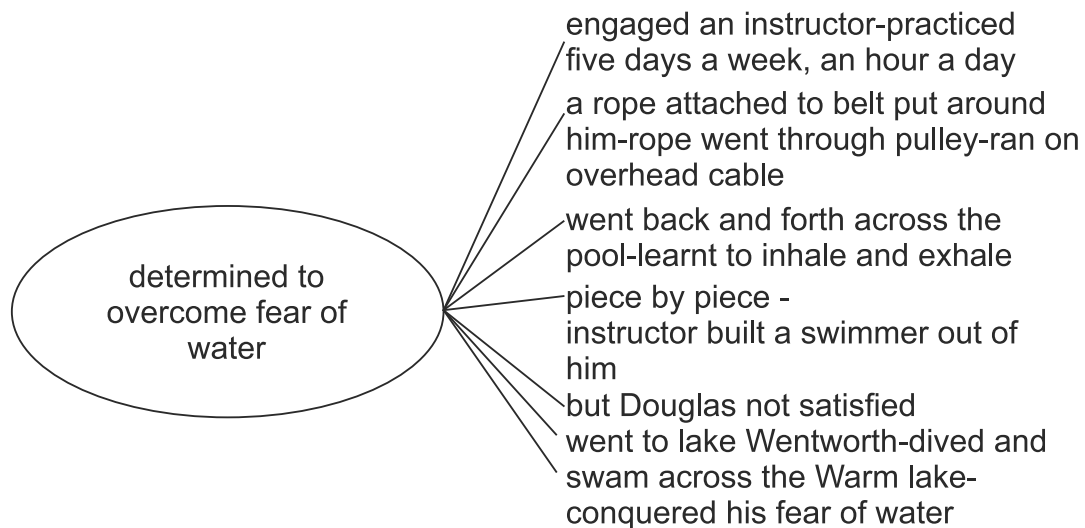 engaged an instructor-practiced
five days a week, an hour a day
a rope attached to belt put around
him-rope went through pulley-ran on
overhead cable
went back and forth across the
pool-learnt to inhale and exhale
determined to
overcome fear of
water
piece by piece -
instructor built a swimmer out of
him
but Douglas not satisfied
went to lake Wentworth-dived and
swam across the Warm lake-
conquered his fear of water